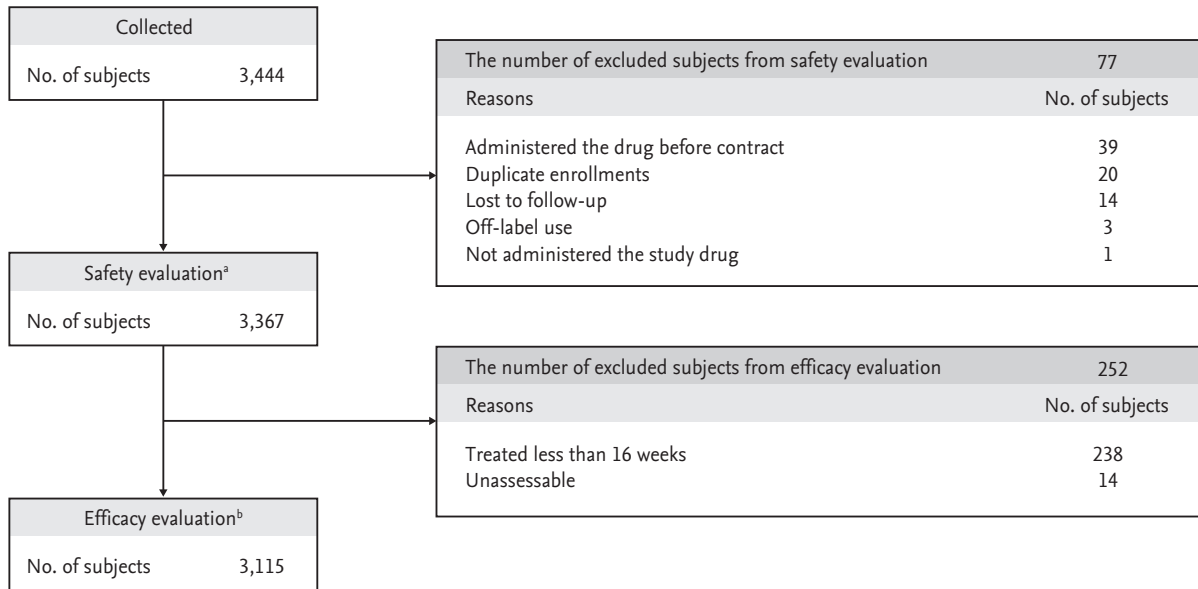 Collected
No. of subjects 3,444
The number of excluded subjects from safety evaluation 77
Reasons No. of subjects
Administered the drug before contract 39
Duplicate enrollments 20
Lost to follow-up 14
Off-label use 3
Not administered the study drug 1
Safety evaluationᵃ
No. of subjects 3,367
The number of excluded subjects from efficacy evaluation 252
Reasons No. of subjects
Treated less than 16 weeks 238
Unassessable 14
Efficacy evaluationᵇ
No. of subjects 3,115